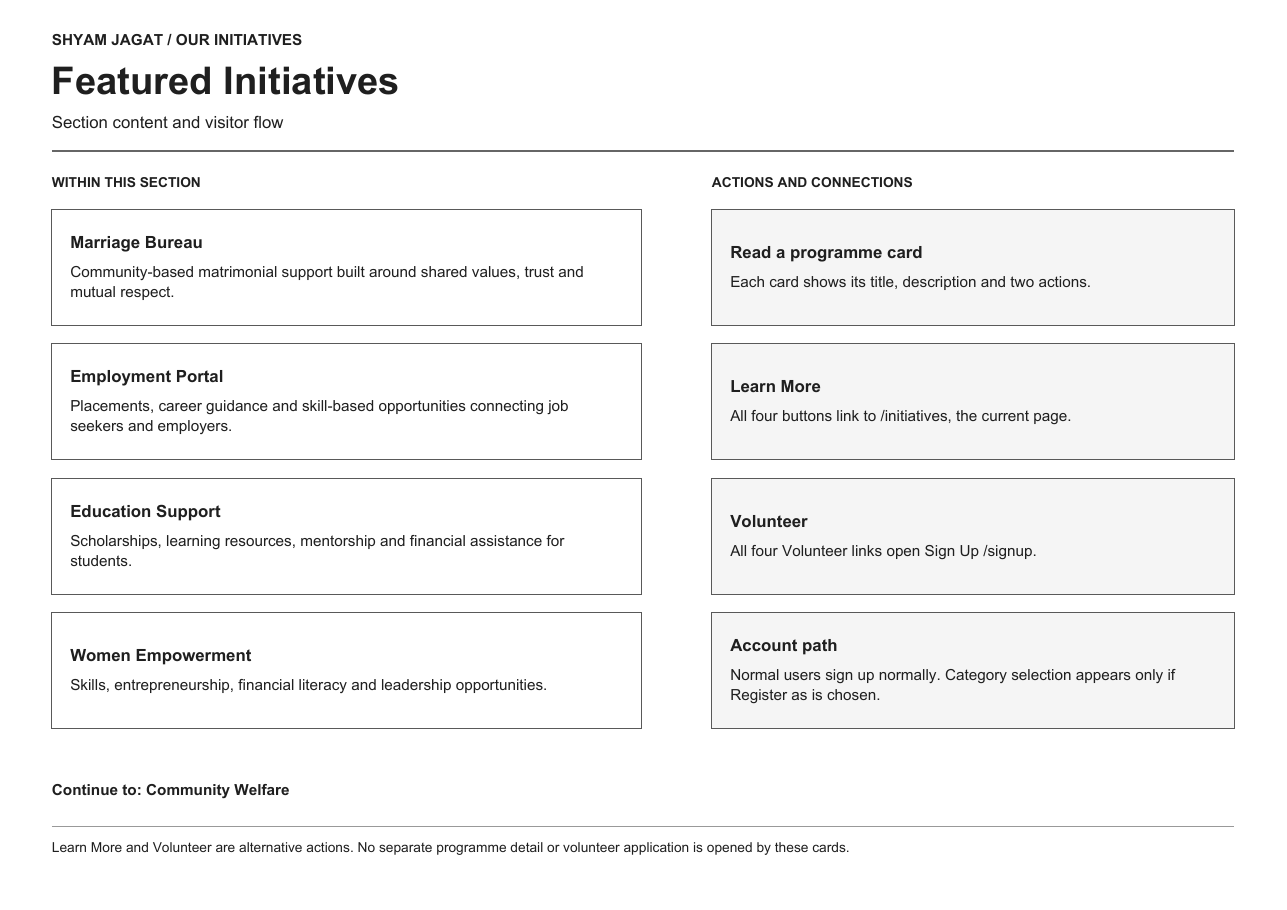 SHYAM JAGAT / OUR INITIATIVES
Featured Initiatives
Section content and visitor flow
WITHIN THIS SECTION
Marriage Bureau
Community-based matrimonial support built around shared values, trust and
mutual respect.
Employment Portal
Placements, career guidance and skill-based opportunities connecting job
seekers and employers.
Education Support
Scholarships, learning resources, mentorship and financial assistance for
students.
Women Empowerment
Skills, entrepreneurship, financial literacy and leadership opportunities.
ACTIONS AND CONNECTIONS
Read a programme card
Each card shows its title, description and two actions.
Learn More
All four buttons link to /initiatives, the current page.
Volunteer
All four Volunteer links open Sign Up /signup.
Account path
Normal users sign up normally. Category selection appears only if
Register as is chosen.
Continue to: Community Welfare
Learn More and Volunteer are alternative actions. No separate programme detail or volunteer application is opened by these cards.